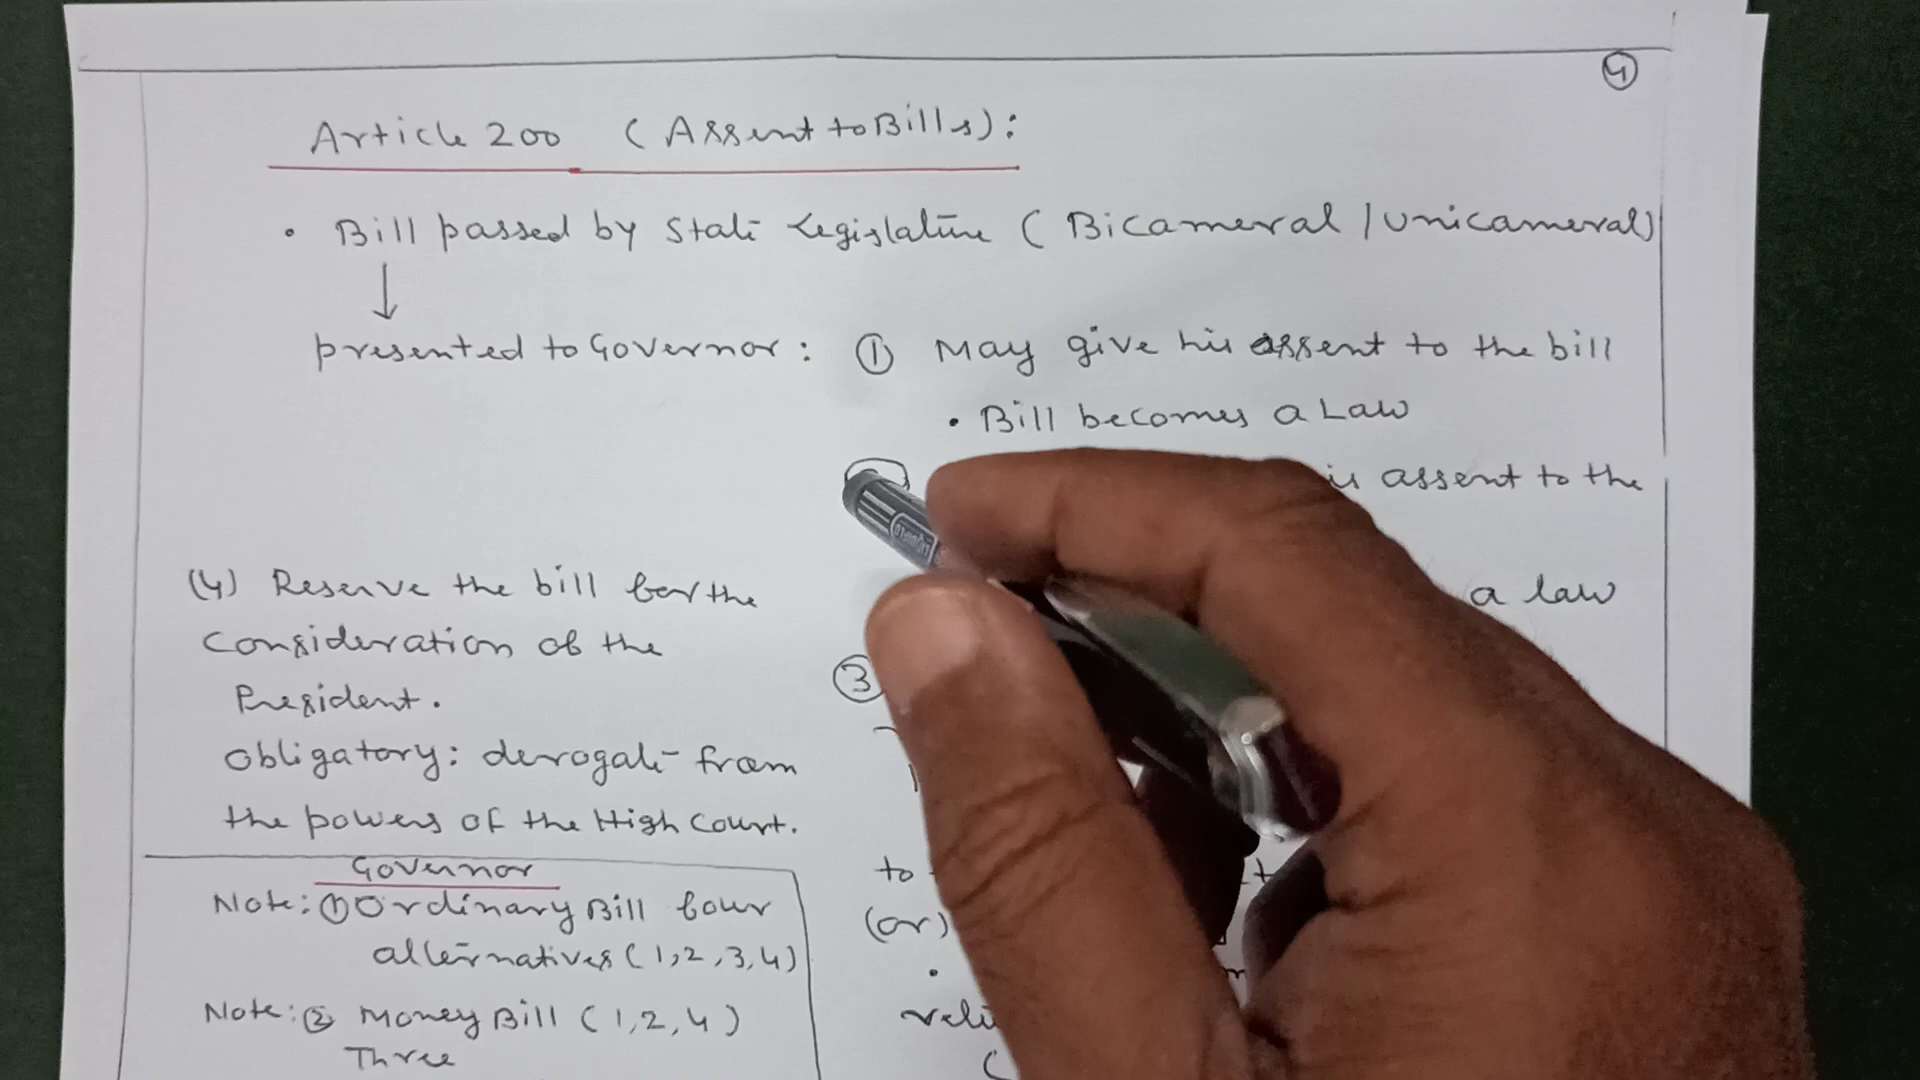 4
Article 200 (Assent to Bills):
• Bill passed by State Legislature (Bicameral / Unicameral)
↓
presented to Governor: ① May give his assent to the bill
• Bill becomes a Law
is assent to the
a law
(4) Reserve the bill for the
Consideration of the
President.
Obligatory: derogate from
the powers of the High Court.
③
to
(or)
•
Governor
Note: ① Ordinary Bill four
alternatives (1,2,3,4)
Note: ② Money Bill (1,2,4)
Three